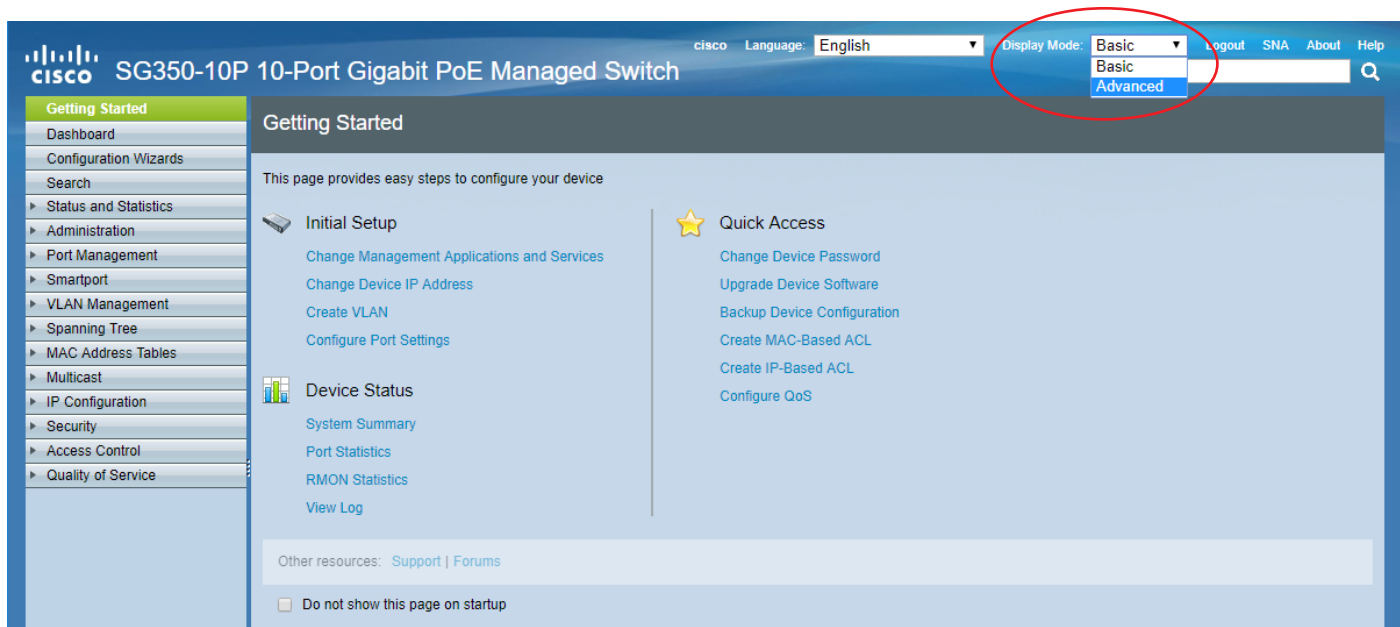 cisco Language: English Display Mode: Basic Logout SNA About Help
Basic
Advanced
CISCO SG350-10P 10-Port Gigabit PoE Managed Switch
Getting Started
Dashboard
Configuration Wizards
Search
Status and Statistics
Administration
Port Management
Smartport
VLAN Management
Spanning Tree
MAC Address Tables
Multicast
IP Configuration
Security
Access Control
Quality of Service
Getting Started
This page provides easy steps to configure your device
Initial Setup
Change Management Applications and Services
Change Device IP Address
Create VLAN
Configure Port Settings
Device Status
System Summary
Port Statistics
RMON Statistics
View Log
Quick Access
Change Device Password
Upgrade Device Software
Backup Device Configuration
Create MAC-Based ACL
Create IP-Based ACL
Configure QoS
Other resources: Support | Forums
Do not show this page on startup